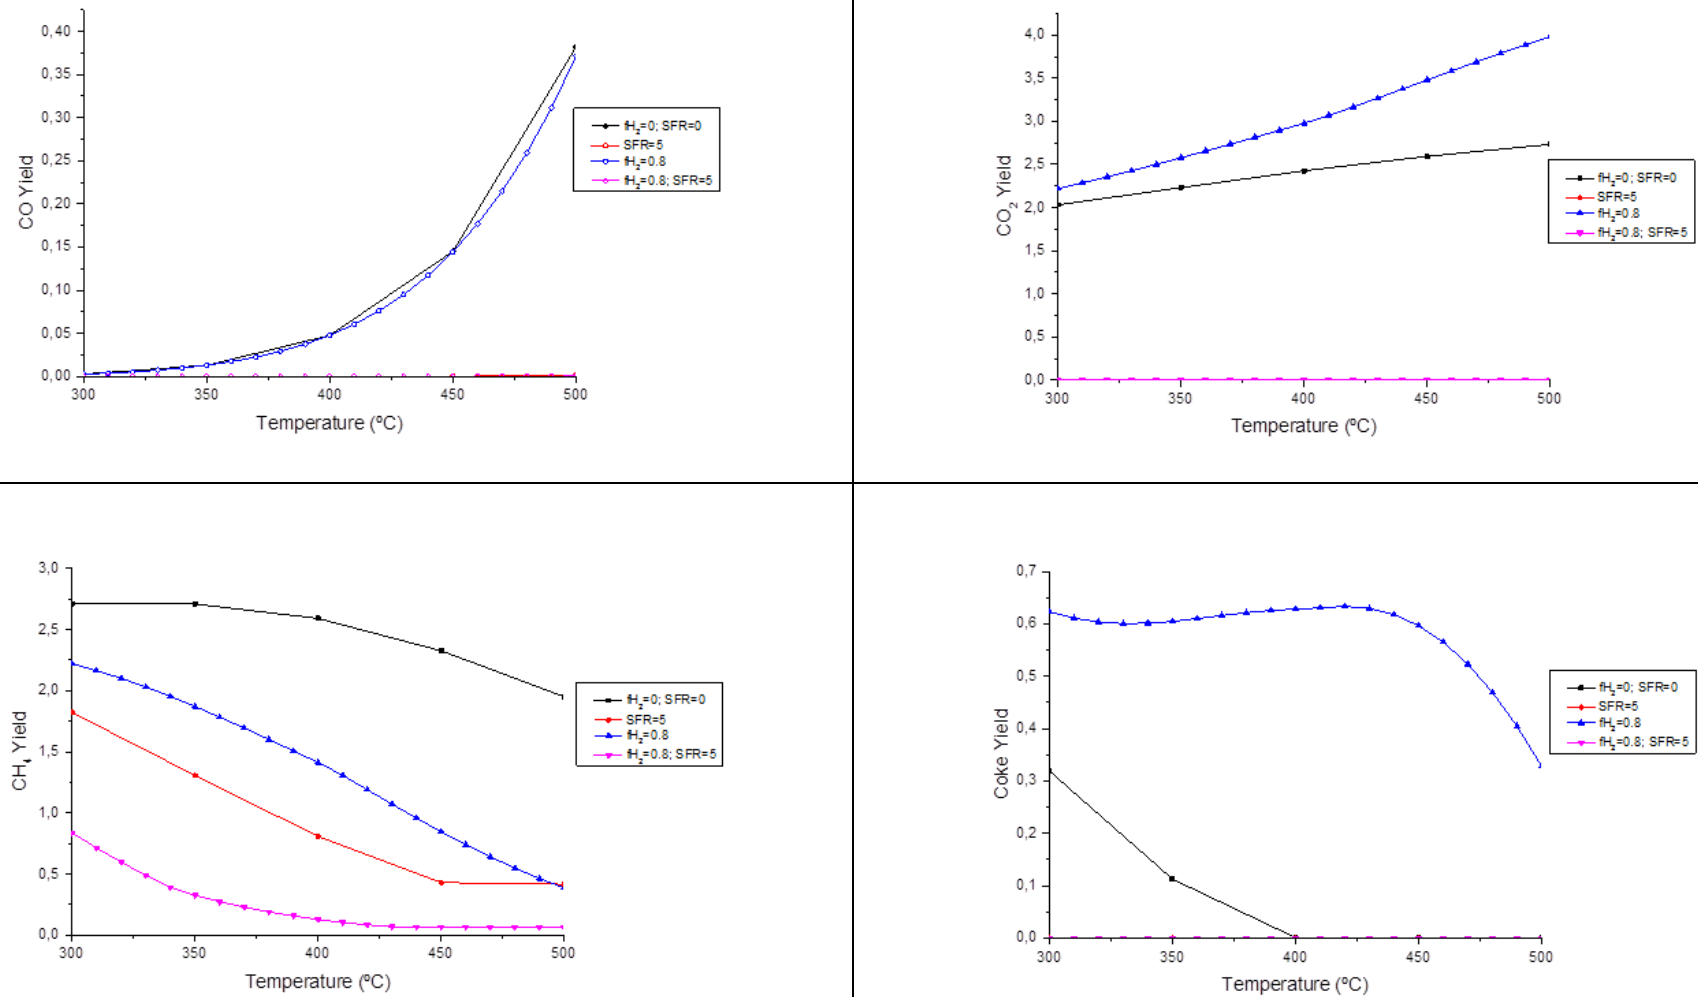 0,40
0,35
0,30
0,25
0,20
0,15
0,10
0,05
0,00
CO Yield
300 350 400 450 500
Temperature (ºC)
fH₂=0; SFR=0
SFR=5
fH₂=0.8
fH₂=0.8; SFR=5
4,0
3,5
3,0
2,5
2,0
1,5
1,0
0,5
0,0
CO₂ Yield
300 350 400 450 500
Temperature (ºC)
fH₂=0; SFR=0
SFR=5
fH₂=0.8
fH₂=0.8; SFR=5
3,0
2,5
2,0
1,5
1,0
0,5
0,0
CH₄ Yield
300 350 400 450 500
Temperature (ºC)
fH₂=0; SFR=0
SFR=5
fH₂=0.8
fH₂=0.8; SFR=5
0,7
0,6
0,5
0,4
0,3
0,2
0,1
0,0
Coke Yield
300 350 400 450 500
Temperature (ºC)
fH₂=0; SFR=0
SFR=5
fH₂=0.8
fH₂=0.8; SFR=5